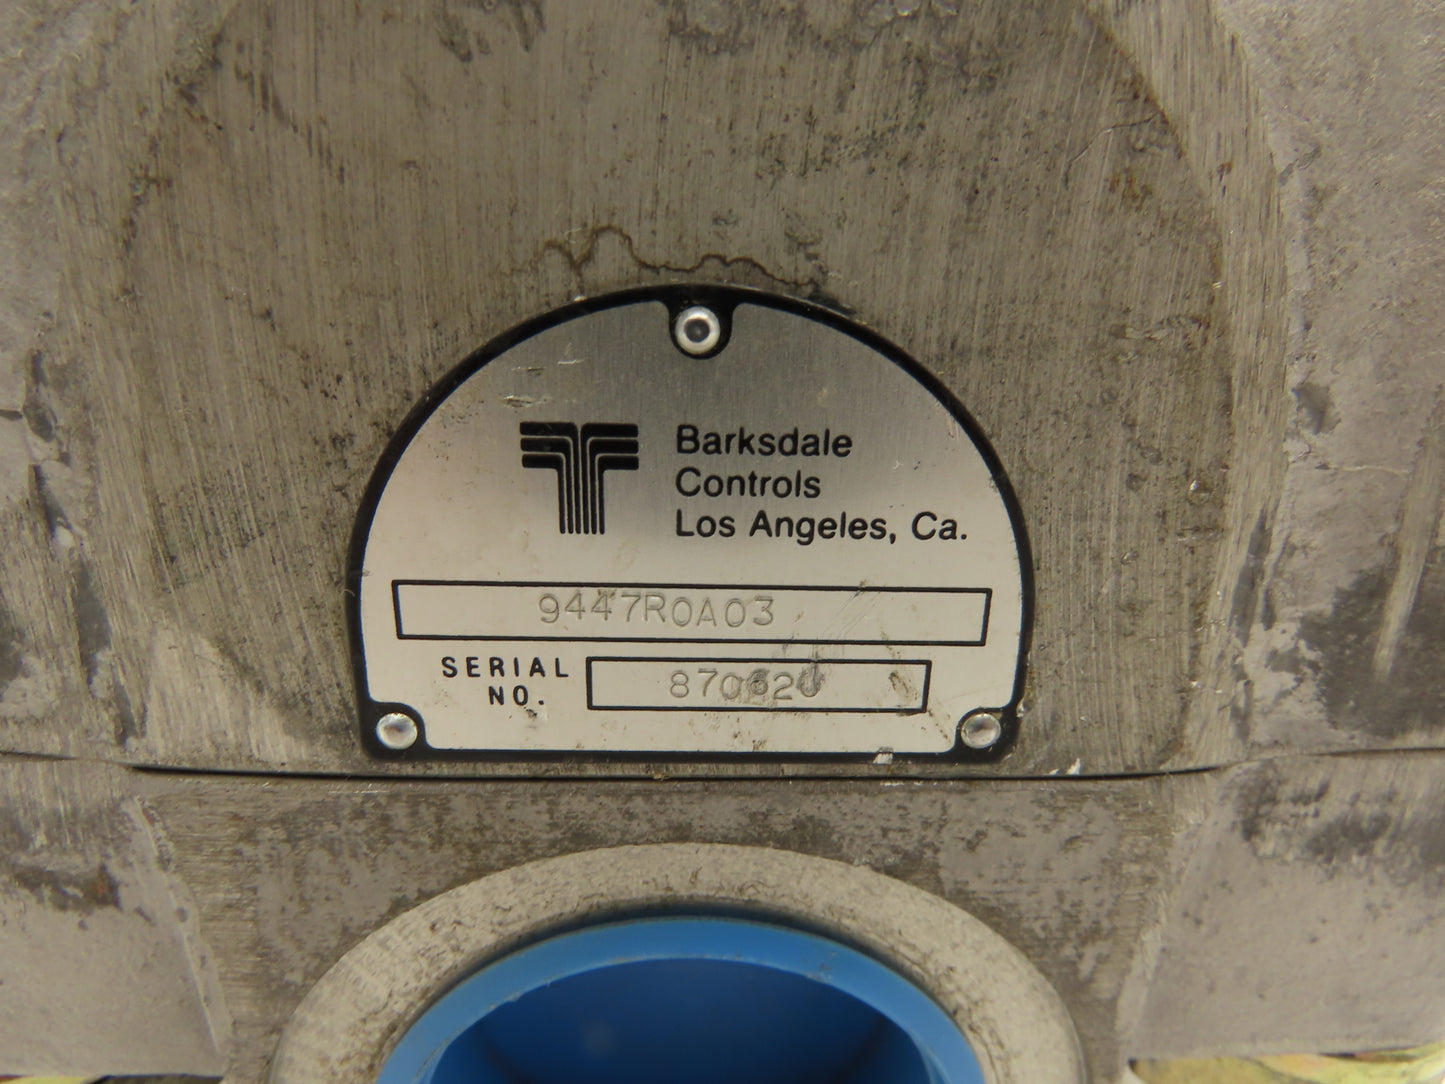 Barksdale
Controls
Los Angeles, Ca.
9447R0A03
SERIAL
NO.
870620